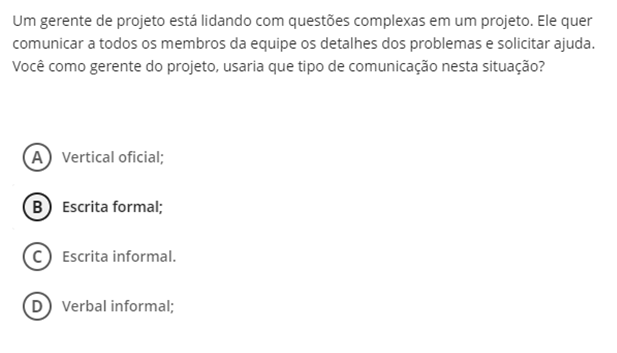 Um gerente de projeto está lidando com questões complexas em um projeto. Ele quer
comunicar a todos os membros da equipe os detalhes dos problemas e solicitar ajuda.
Você como gerente do projeto, usaria que tipo de comunicação nesta situação?
A Vertical oficial;
B Escrita formal;
C Escrita informal.
D Verbal informal;